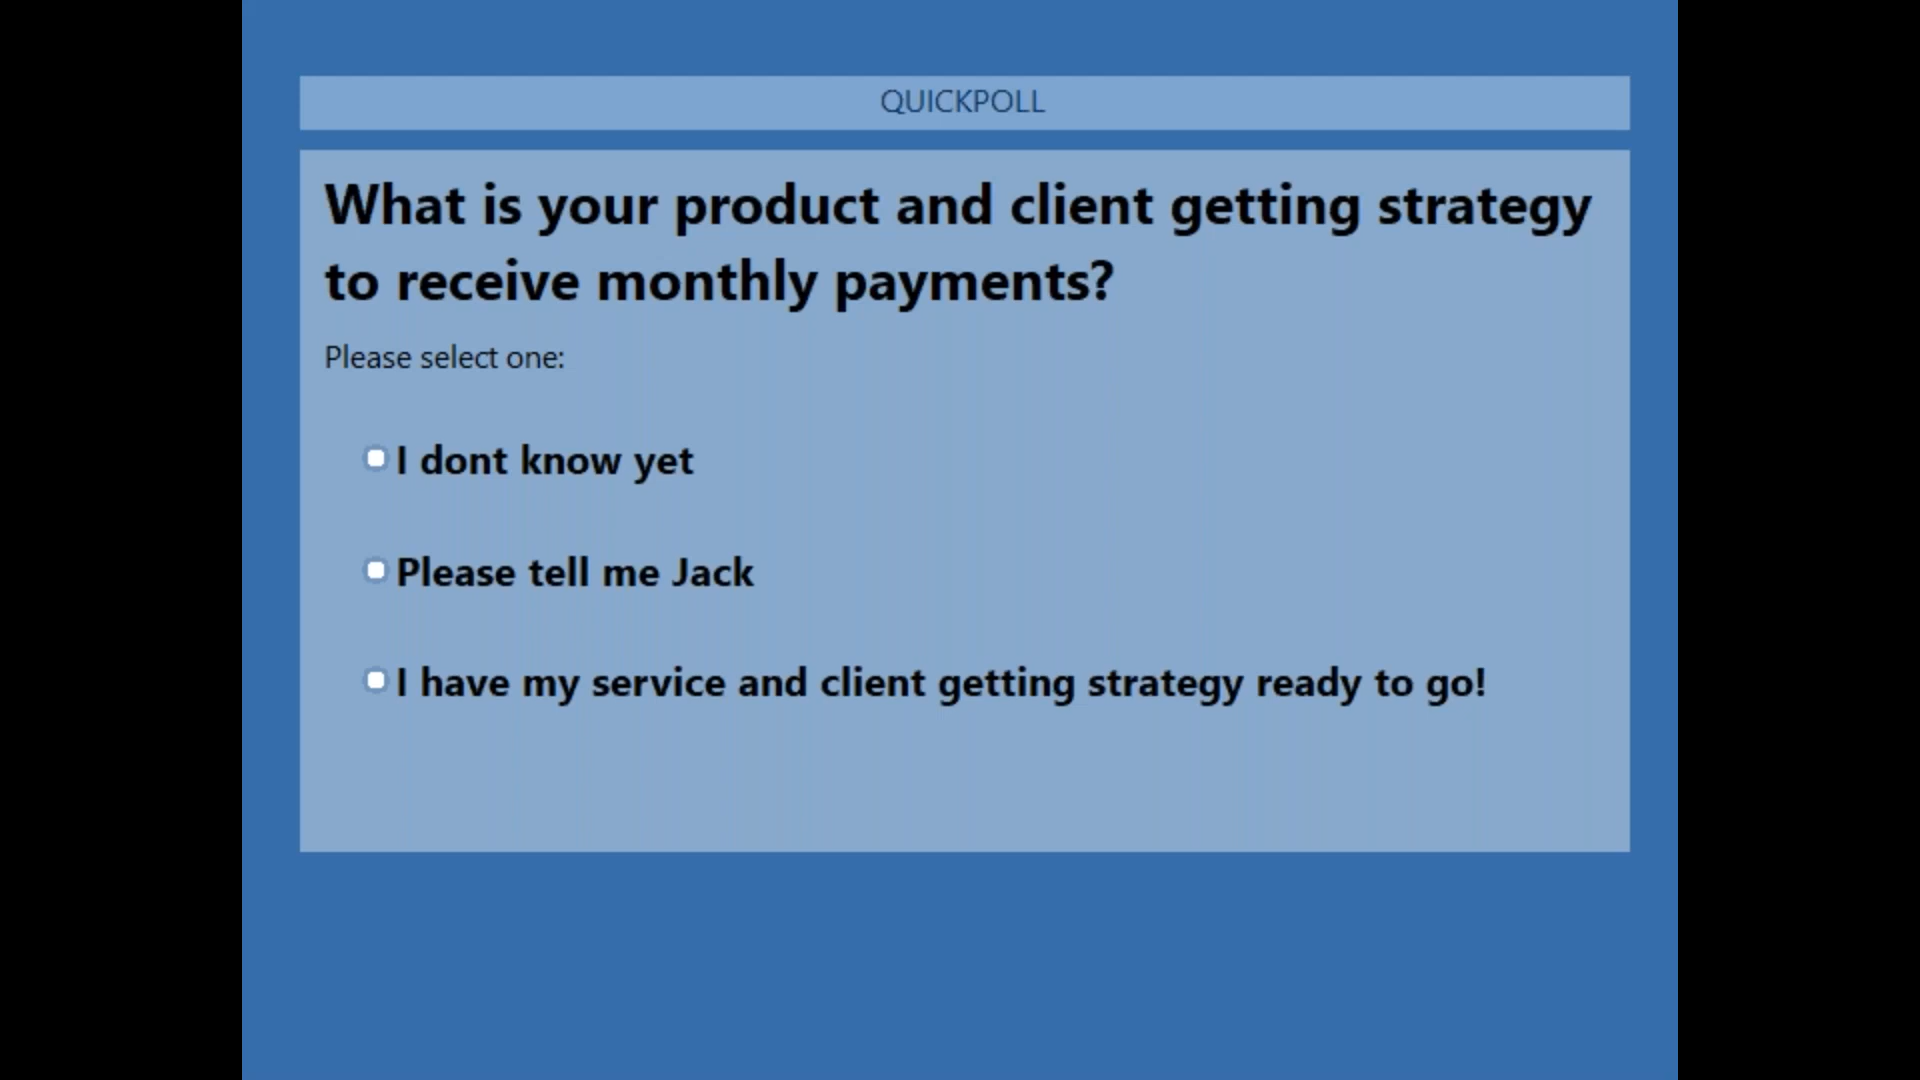 QUICKPOLL
What is your product and client getting strategy
to receive monthly payments?
Please select one:
I dont know yet
Please tell me Jack
I have my service and client getting strategy ready to go!